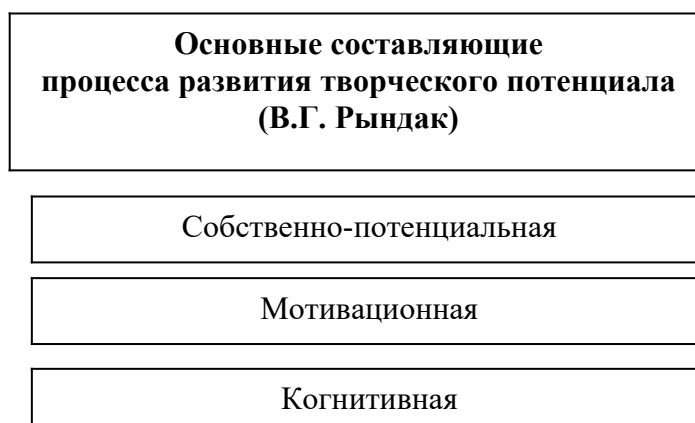 Основные составляющие
процесса развития творческого потенциала
(В.Г. Рындак)
Собственно-потенциальная
Мотивационная
Когнитивная